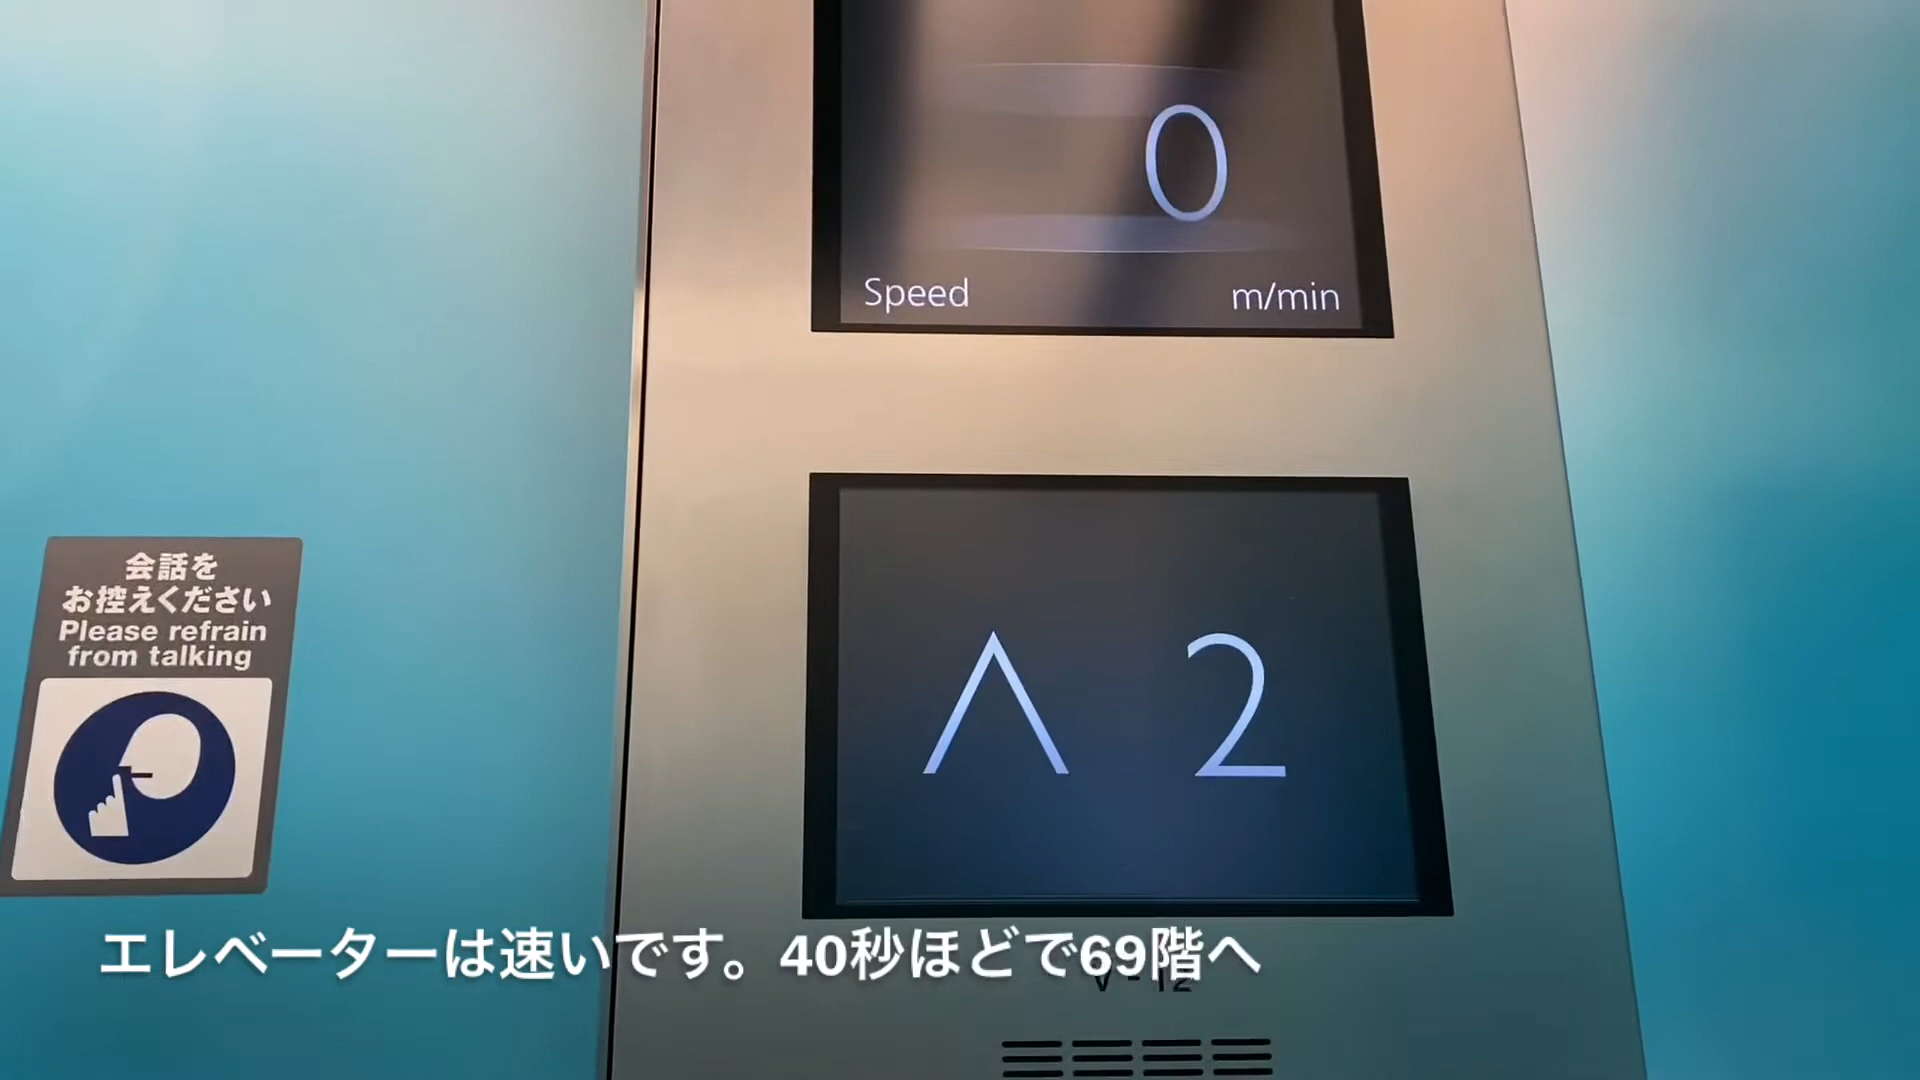 0
Speed m/min
∧ 2
会話を
お控えください
Please refrain
from talking
エレベーターは速いです。40秒ほどで69階へ